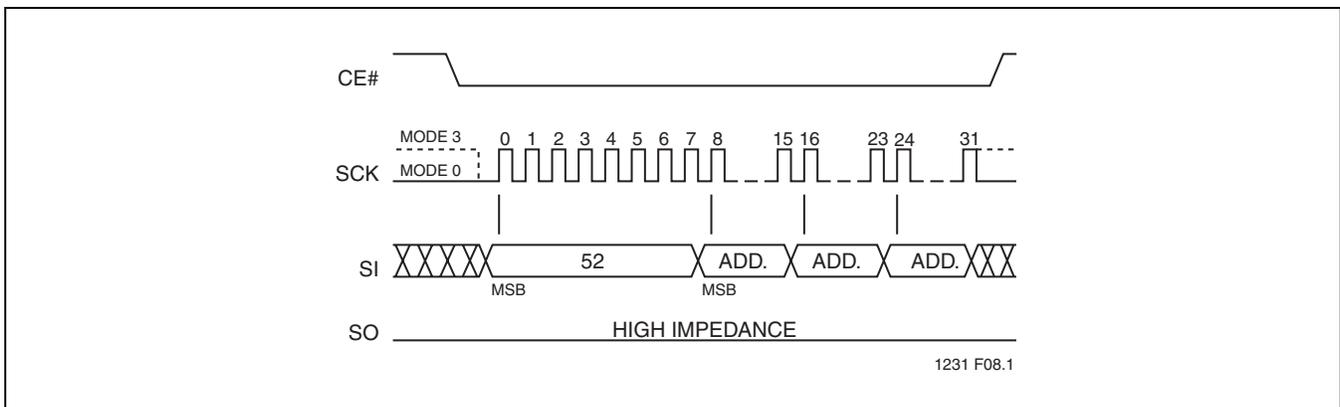 CE#
MODE 3
0 1 2 3 4 5 6 7 8 15 16 23 24 31
SCK MODE 0
SI 52 ADD. ADD. ADD.
MSB MSB
SO HIGH IMPEDANCE
1231 F08.1